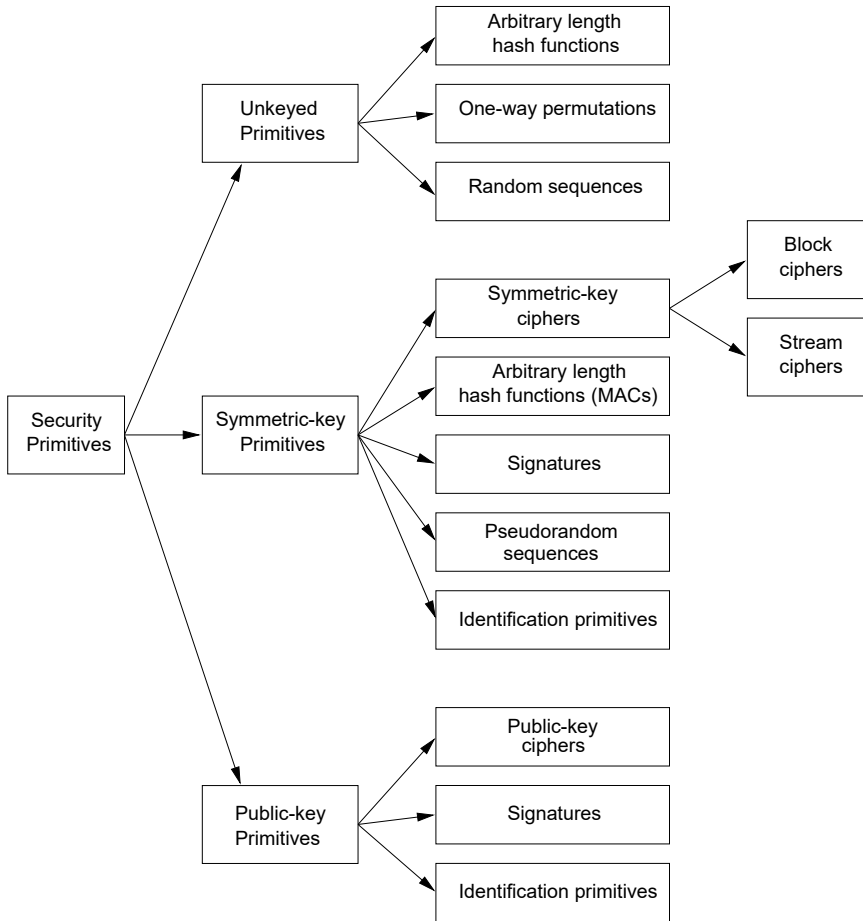 Arbitrary length
hash functions
Unkeyed
Primitives
One-way permutations
Random sequences
Block
ciphers
Symmetric-key
ciphers
Stream
ciphers
Arbitrary length
hash functions (MACs)
Security
Primitives
Symmetric-key
Primitives
Signatures
Pseudorandom
sequences
Identification primitives
Public-key
ciphers
Public-key
Primitives
Signatures
Identification primitives